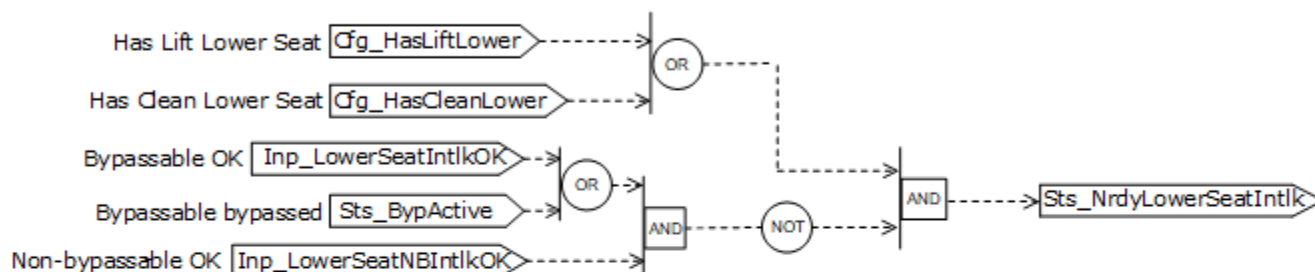 Has Lift Lower Seat Cfg_HasLiftLower
OR
Has Clean Lower Seat Cfg_HasCleanLower
Bypassable OK Inp_LowerSeatIntlkOK
OR
AND
Sts_NrdyLowerSeatIntlk
Bypassable bypassed Sts_BypActive
AND
NOT
Non-bypassable OK Inp_LowerSeatNBIntlkOK